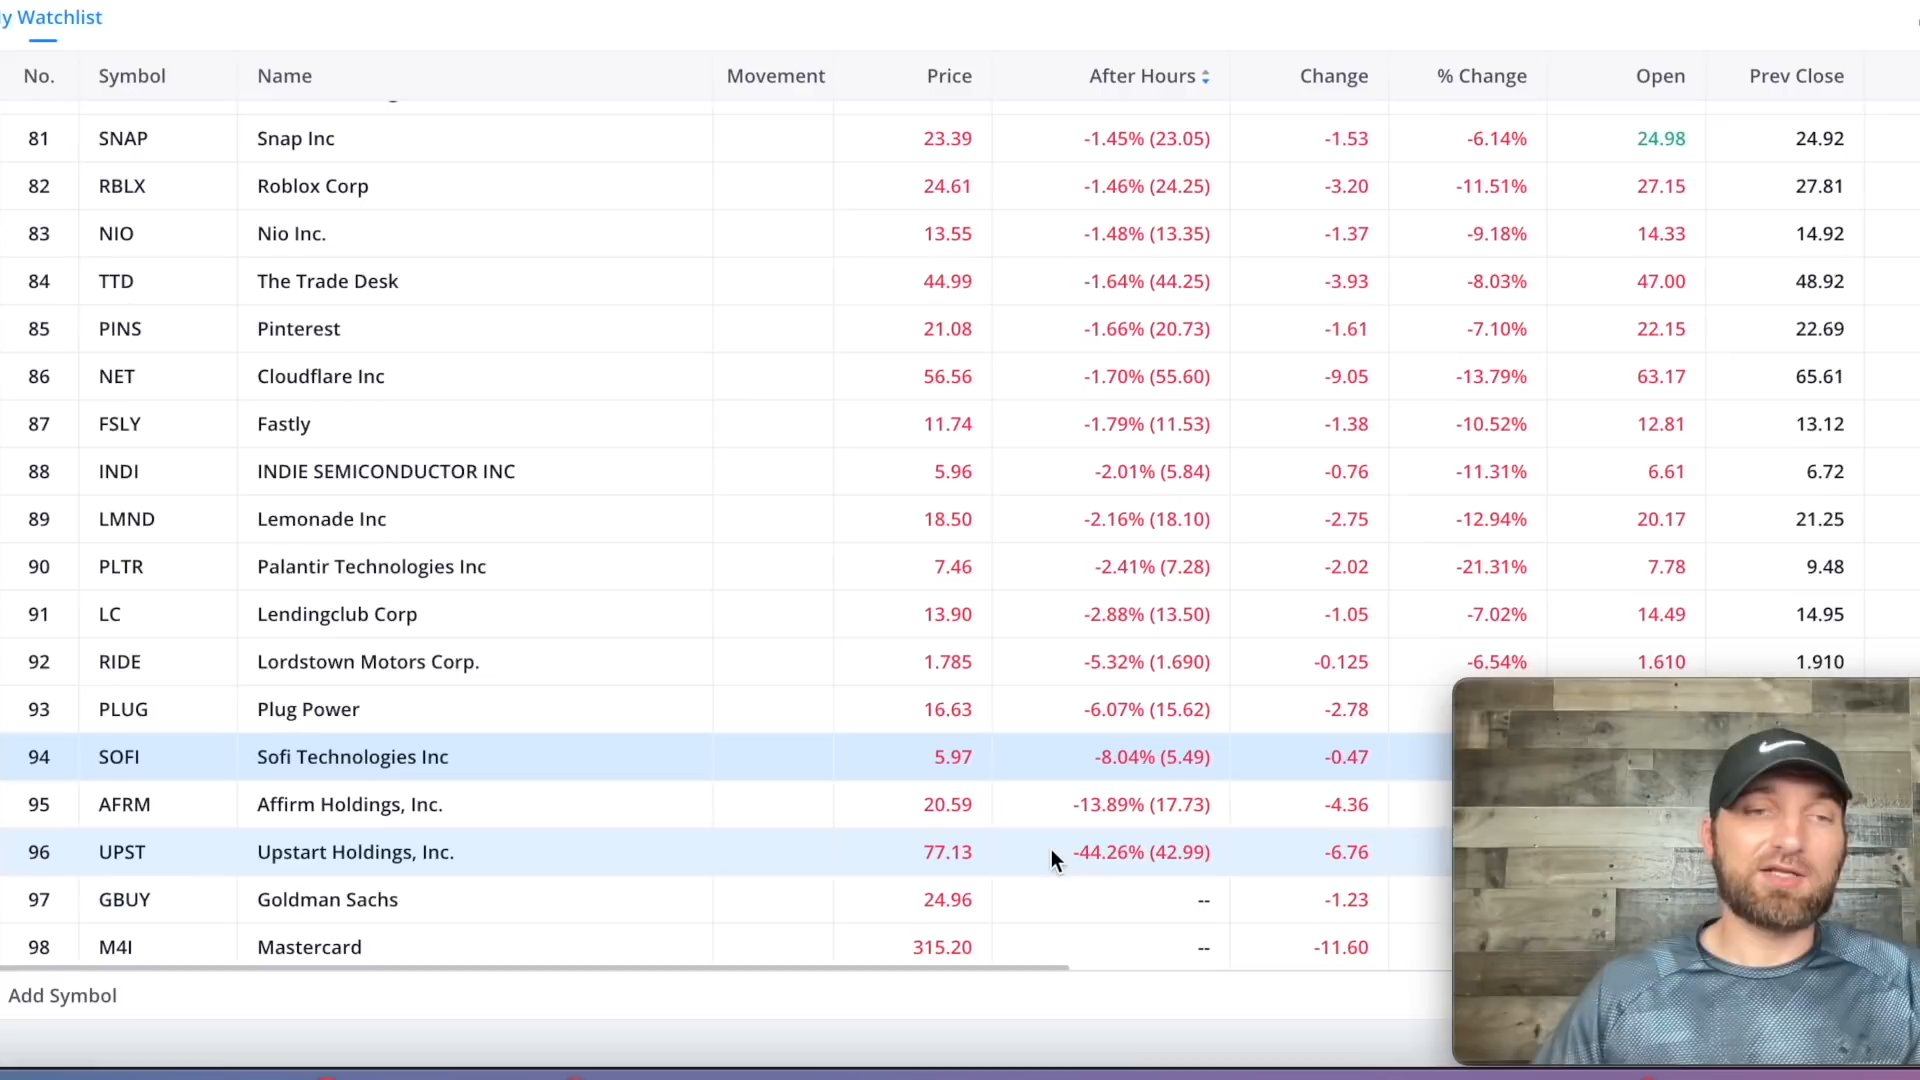 y Watchlist
No. Symbol Name Movement Price After Hours Change % Change Open Prev Close
81 SNAP Snap Inc 23.39 -1.45% (23.05) -1.53 -6.14% 24.98 24.92
82 RBLX Roblox Corp 24.61 -1.46% (24.25) -3.20 -11.51% 27.15 27.81
83 NIO Nio Inc. 13.55 -1.48% (13.35) -1.37 -9.18% 14.33 14.92
84 TTD The Trade Desk 44.99 -1.64% (44.25) -3.93 -8.03% 47.00 48.92
85 PINS Pinterest 21.08 -1.66% (20.73) -1.61 -7.10% 22.15 22.69
86 NET Cloudflare Inc 56.56 -1.70% (55.60) -9.05 -13.79% 63.17 65.61
87 FSLY Fastly 11.74 -1.79% (11.53) -1.38 -10.52% 12.81 13.12
88 INDI INDIE SEMICONDUCTOR INC 5.96 -2.01% (5.84) -0.76 -11.31% 6.61 6.72
89 LMND Lemonade Inc 18.50 -2.16% (18.10) -2.75 -12.94% 20.17 21.25
90 PLTR Palantir Technologies Inc 7.46 -2.41% (7.28) -2.02 -21.31% 7.78 9.48
91 LC Lendingclub Corp 13.90 -2.88% (13.50) -1.05 -7.02% 14.49 14.95
92 RIDE Lordstown Motors Corp. 1.785 -5.32% (1.690) -0.125 -6.54% 1.610 1.910
93 PLUG Plug Power 16.63 -6.07% (15.62) -2.78
94 SOFI Sofi Technologies Inc 5.97 -8.04% (5.49) -0.47
95 AFRM Affirm Holdings, Inc. 20.59 -13.89% (17.73) -4.36
96 UPST Upstart Holdings, Inc. 77.13 -44.26% (42.99) -6.76
97 GBUY Goldman Sachs 24.96 -- -1.23
98 M4I Mastercard 315.20 -- -11.60
Add Symbol